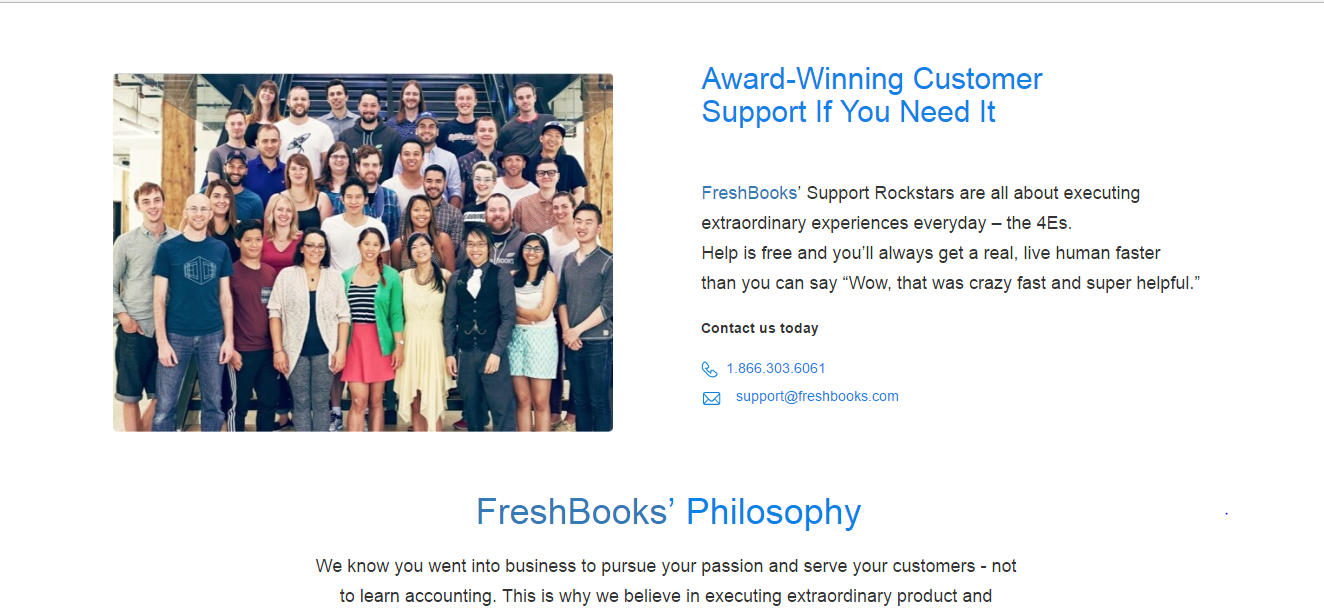 Award-Winning Customer
Support If You Need It
FreshBooks’ Support Rockstars are all about executing
extraordinary experiences everyday – the 4Es.
Help is free and you’ll always get a real, live human faster
than you can say “Wow, that was crazy fast and super helpful.”
Contact us today
1.866.303.6061
support@freshbooks.com
FreshBooks’ Philosophy
We know you went into business to pursue your passion and serve your customers - not
to learn accounting. This is why we believe in executing extraordinary product and